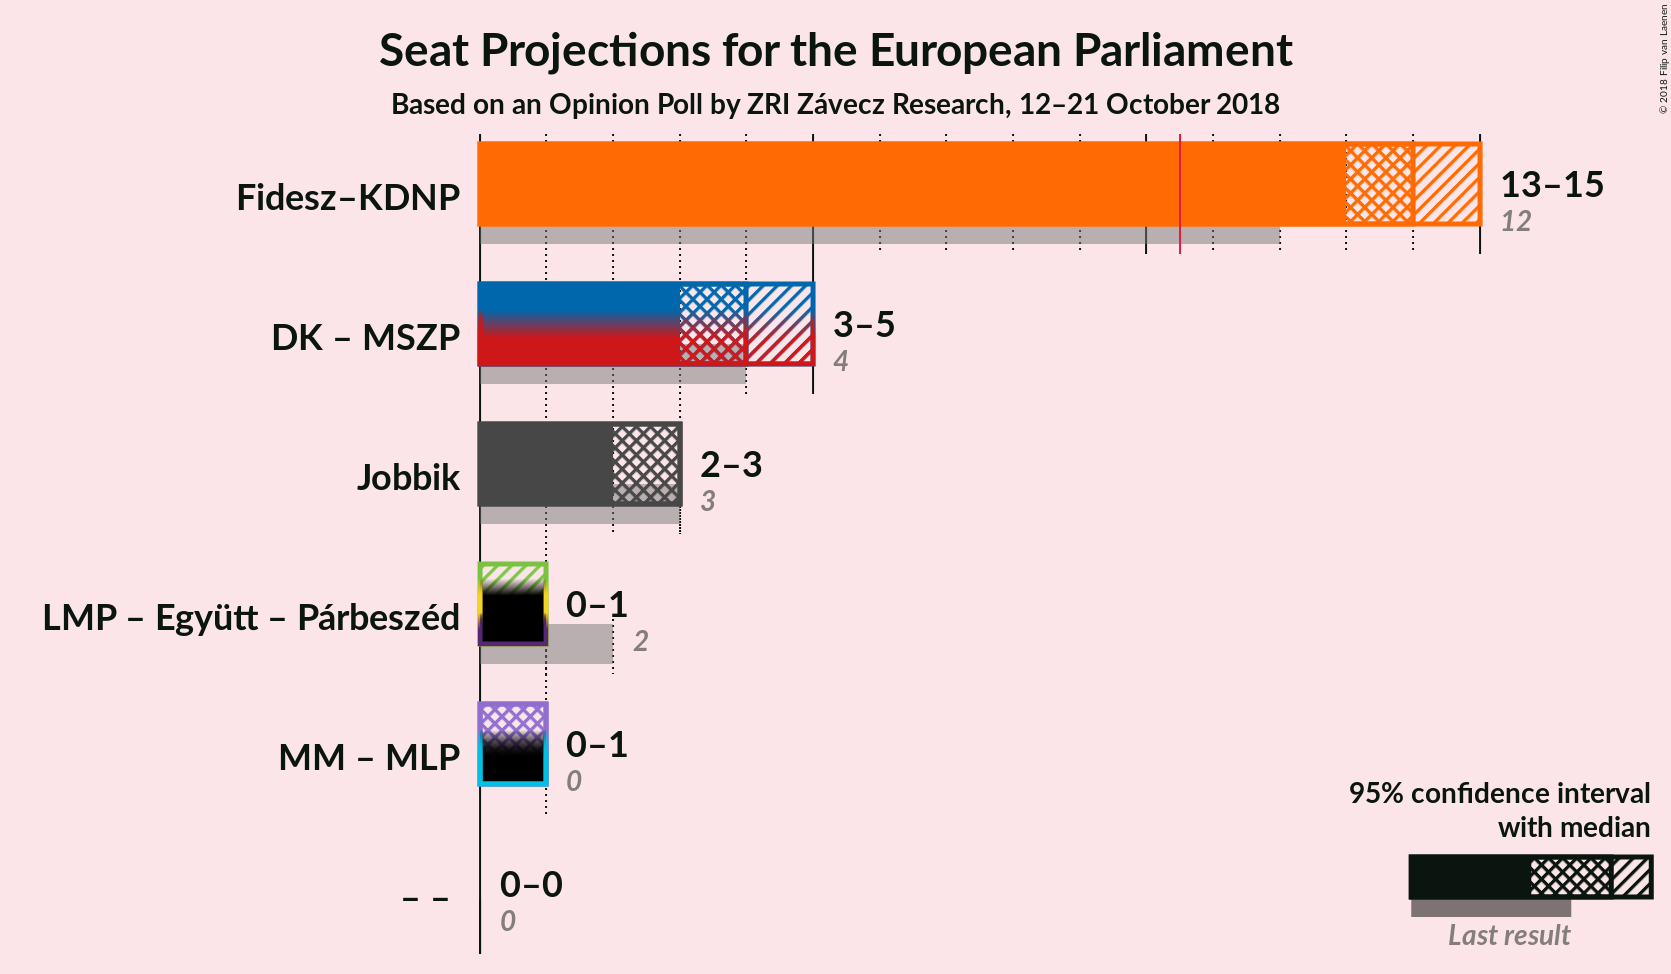 Seat Projections for the European Parliament
Based on an Opinion Poll by ZRI Závecz Research, 12–21 October 2018
© 2018 Filip van Laenen
Fidesz–KDNP
13–15
12
DK – MSZP
3–5
4
Jobbik
2–3
3
LMP – Együtt – Párbeszéd
0–1
2
MM – MLP
0–1
0
– –
0–0
0
95% confidence interval
with median
Last result